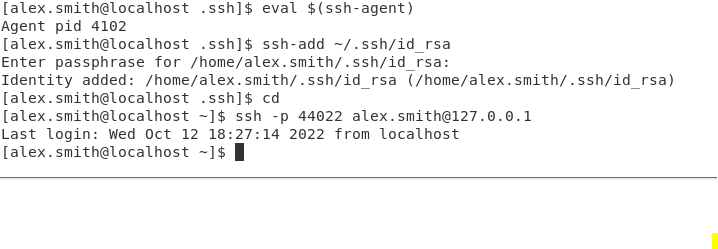 [alex.smith@localhost .ssh]$ eval $(ssh-agent)
Agent pid 4102
[alex.smith@localhost .ssh]$ ssh-add ~/.ssh/id_rsa
Enter passphrase for /home/alex.smith/.ssh/id_rsa:
Identity added: /home/alex.smith/.ssh/id_rsa (/home/alex.smith/.ssh/id_rsa)
[alex.smith@localhost .ssh]$ cd
[alex.smith@localhost ~]$ ssh -p 44022 alex.smith@127.0.0.1
Last login: Wed Oct 12 18:27:14 2022 from localhost
[alex.smith@localhost ~]$